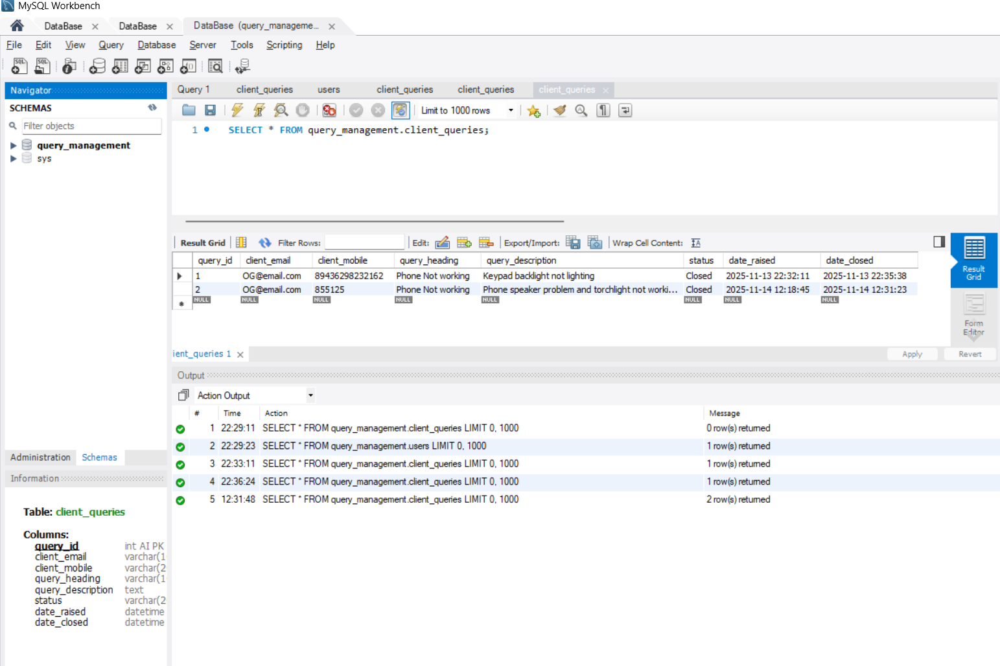 MySQL Workbench
DataBase
DataBase
DataBase (query_manageme...
File Edit View Query Database Server Tools Scripting Help
Navigator
SCHEMAS
Filter objects
query_management
sys
Administration Schemas
Information
Table: client_queries
Columns:
query_id int AI PK
client_email varchar(1
client_mobile varchar(2
query_heading varchar(1
query_description text
status varchar(2
date_raised datetime
date_closed datetime
Query 1 client_queries users client_queries client_queries client_queries
Limit to 1000 rows
1 SELECT * FROM query_management.client_queries;
Result Grid Filter Rows: Edit: Export/Import: Wrap Cell Content:
query_id client_email client_mobile query_heading query_description status date_raised date_closed
1 OG@email.com 89436298232162 Phone Not working Keypad backlight not lighting Closed 2025-11-13 22:32:11 2025-11-13 22:35:38
2 OG@email.com 855125 Phone Not working Phone speaker problem and torchlight not worki... Closed 2025-11-14 12:18:45 2025-11-14 12:31:23
NULL NULL NULL NULL NULL NULL NULL NULL
Result
Grid
Form
Editor
ient_queries 1
Apply Revert
Output
Action Output
# Time Action Message
1 22:29:11 SELECT * FROM query_management.client_queries LIMIT 0, 1000 0 row(s) returned
2 22:29:23 SELECT * FROM query_management.users LIMIT 0, 1000 1 row(s) returned
3 22:33:11 SELECT * FROM query_management.client_queries LIMIT 0, 1000 1 row(s) returned
4 22:36:24 SELECT * FROM query_management.client_queries LIMIT 0, 1000 1 row(s) returned
5 12:31:48 SELECT * FROM query_management.client_queries LIMIT 0, 1000 2 row(s) returned